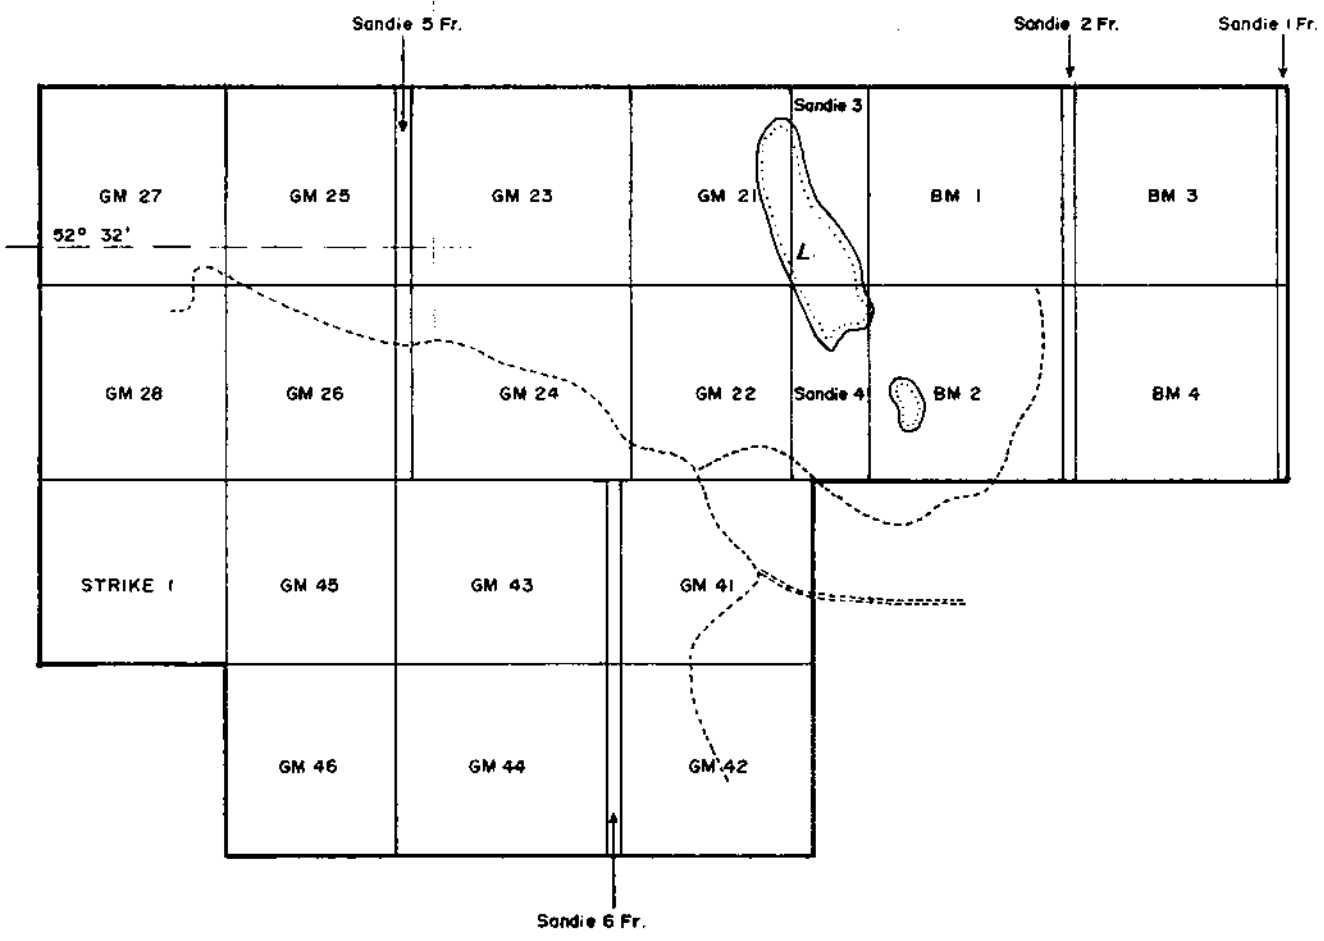 Sandie 5 Fr. Sandie 2 Fr. Sandie 1 Fr.
Sandie 3
GM 27 GM 25 GM 23 GM 21 BM 1 BM 3
52° 32'
L
GM 28 GM 26 GM 24 GM 22 Sandie 4 BM 2 BM 4
STRIKE 1 GM 45 GM 43 GM 41
GM 46 GM 44 GM 42
Sandie 6 Fr.